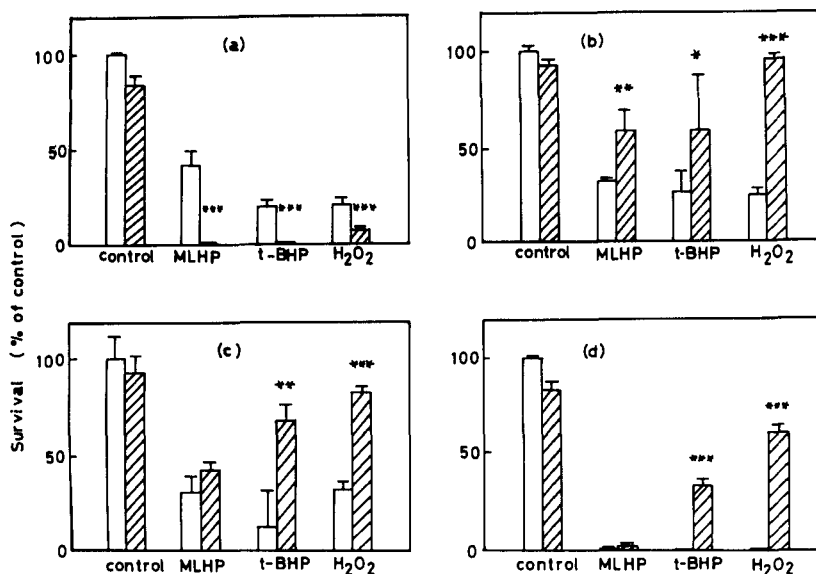 Survival (% of control)
(a)
100
50
0
***
***
***
control MLHP t-BHP H2O2
(b)
100
50
0
**
*
***
control MLHP t-BHP H2O2
(c)
100
50
0
**
***
control MLHP t-BHP H2O2
(d)
100
50
0
***
***
control MLHP t-BHP H2O2